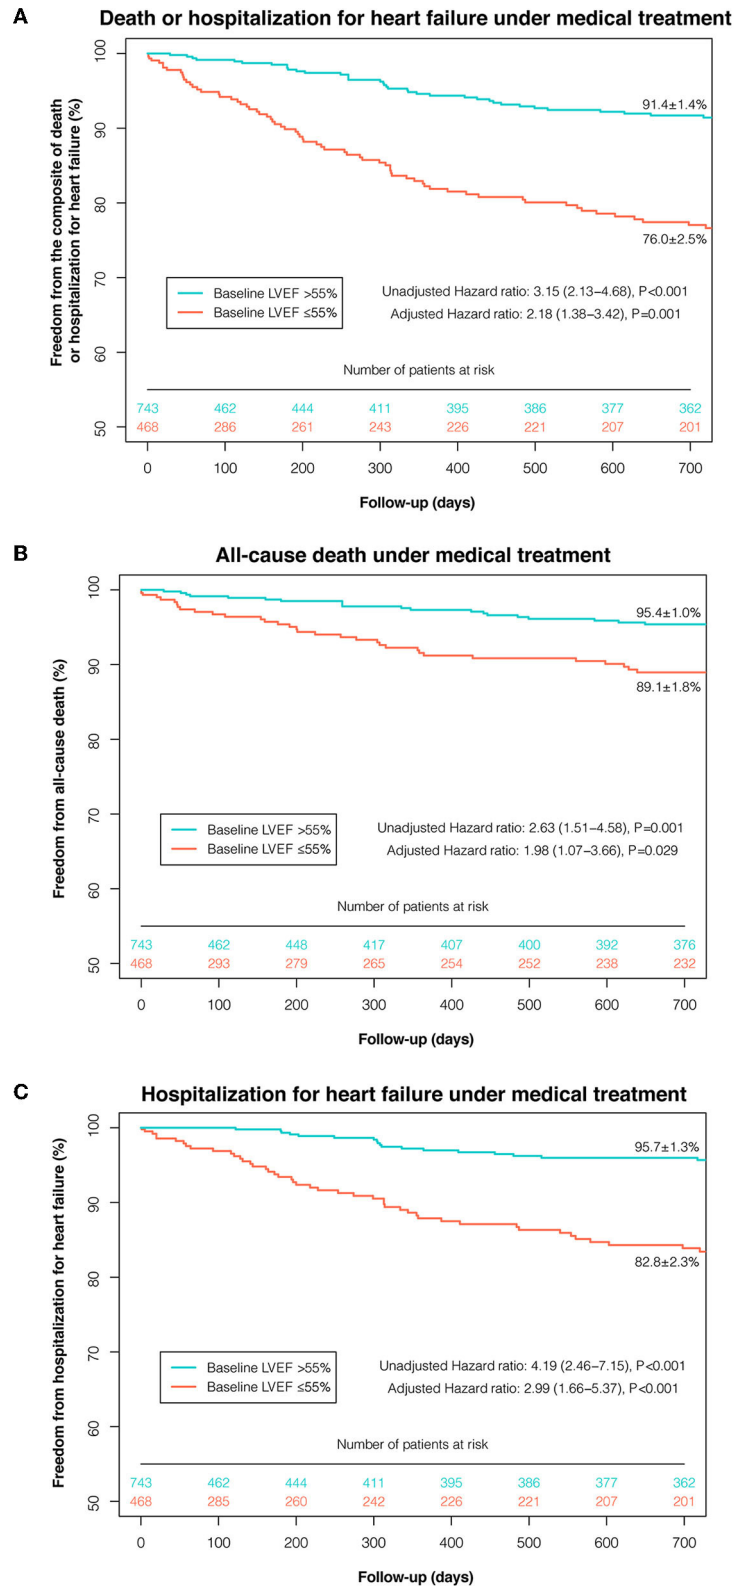 A
Death or hospitalization for heart failure under medical treatment
Freedom from the composite of death
or hospitalization for heart failure (%)
100
90
80
70
60
50
91.4±1.4%
76.0±2.5%
Baseline LVEF >55%
Baseline LVEF ≤55%
Unadjusted Hazard ratio: 3.15 (2.13–4.68), P<0.001
Adjusted Hazard ratio: 2.18 (1.38–3.42), P=0.001
Number of patients at risk
743 462 444 411 395 386 377 362
468 286 261 243 226 221 207 201
0 100 200 300 400 500 600 700
Follow-up (days)
B
All-cause death under medical treatment
Freedom from all-cause death (%)
100
90
80
70
60
50
95.4±1.0%
89.1±1.8%
Baseline LVEF >55%
Baseline LVEF ≤55%
Unadjusted Hazard ratio: 2.63 (1.51–4.58), P=0.001
Adjusted Hazard ratio: 1.98 (1.07–3.66), P=0.029
Number of patients at risk
743 462 448 417 407 400 392 376
468 293 279 265 254 252 238 232
0 100 200 300 400 500 600 700
Follow-up (days)
C
Hospitalization for heart failure under medical treatment
Freedom from hospitalization for heart failure (%)
100
90
80
70
60
50
95.7±1.3%
82.8±2.3%
Baseline LVEF >55%
Baseline LVEF ≤55%
Unadjusted Hazard ratio: 4.19 (2.46–7.15), P<0.001
Adjusted Hazard ratio: 2.99 (1.66–5.37), P<0.001
Number of patients at risk
743 462 444 411 395 386 377 362
468 285 260 242 226 221 207 201
0 100 200 300 400 500 600 700
Follow-up (days)